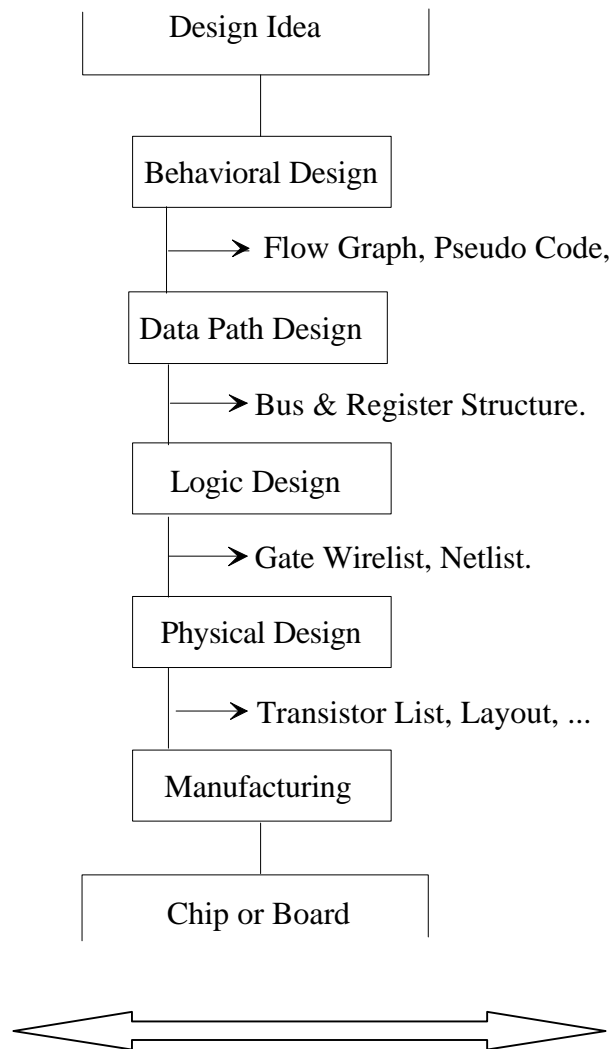 Design Idea
Behavioral Design
Flow Graph, Pseudo Code,
Data Path Design
Bus & Register Structure.
Logic Design
Gate Wirelist, Netlist.
Physical Design
Transistor List, Layout, ...
Manufacturing
Chip or Board